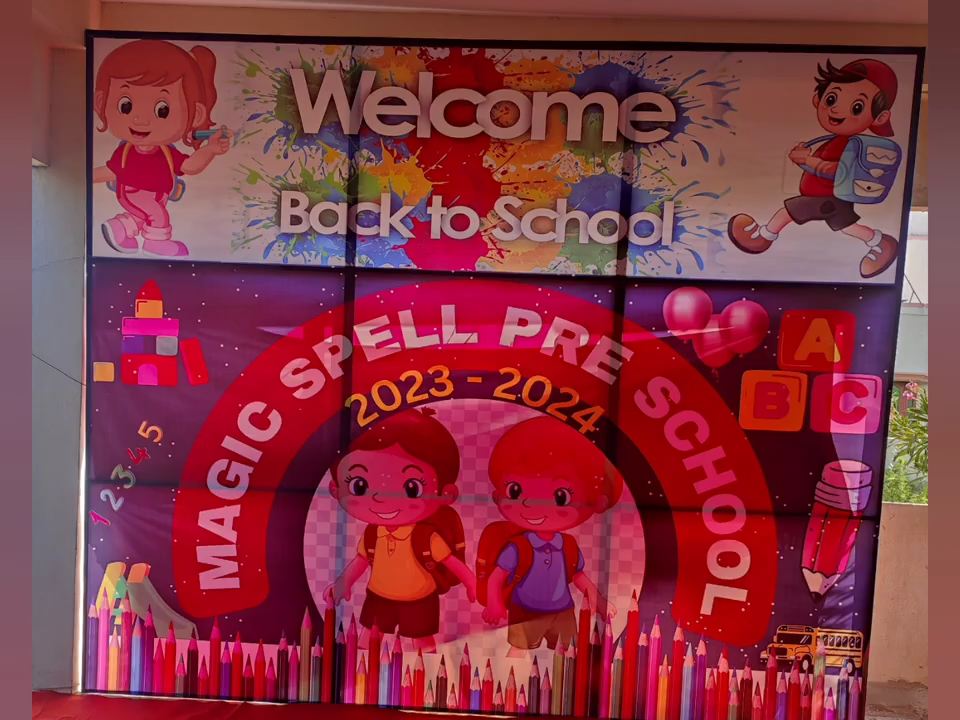 Welcome
Back to School
MAGIC SPELL PRE SCHOOL
2023 - 2024
A
B C
1 2 3 4 5